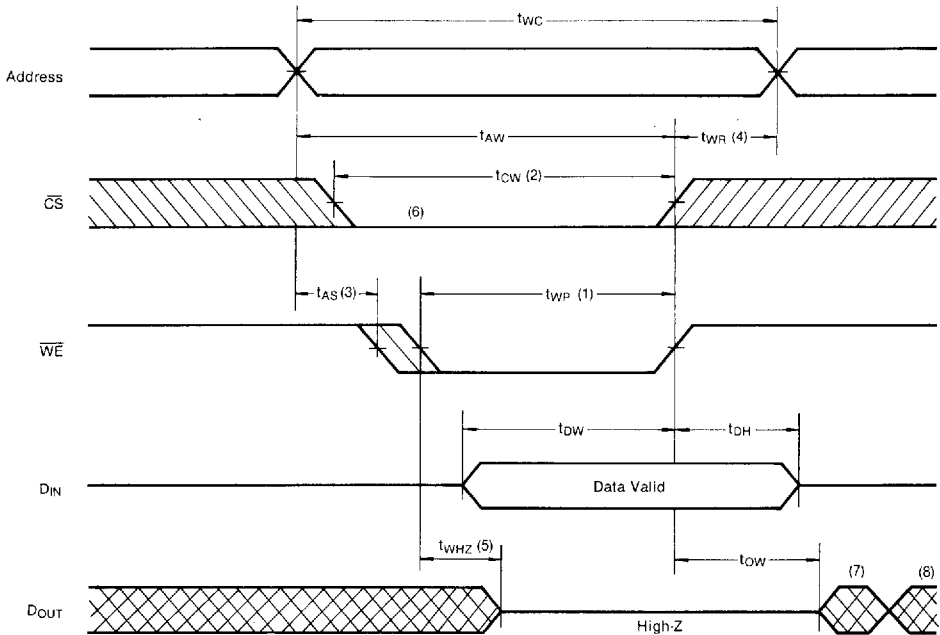 tWC
Address
tAW
tWR (4)
tCW (2)
CS
(6)
tAS (3)
tWP (1)
WE
tDW
tDH
DIN
Data Valid
tWHZ (5)
tOW
(7)
(8)
DOUT
High-Z